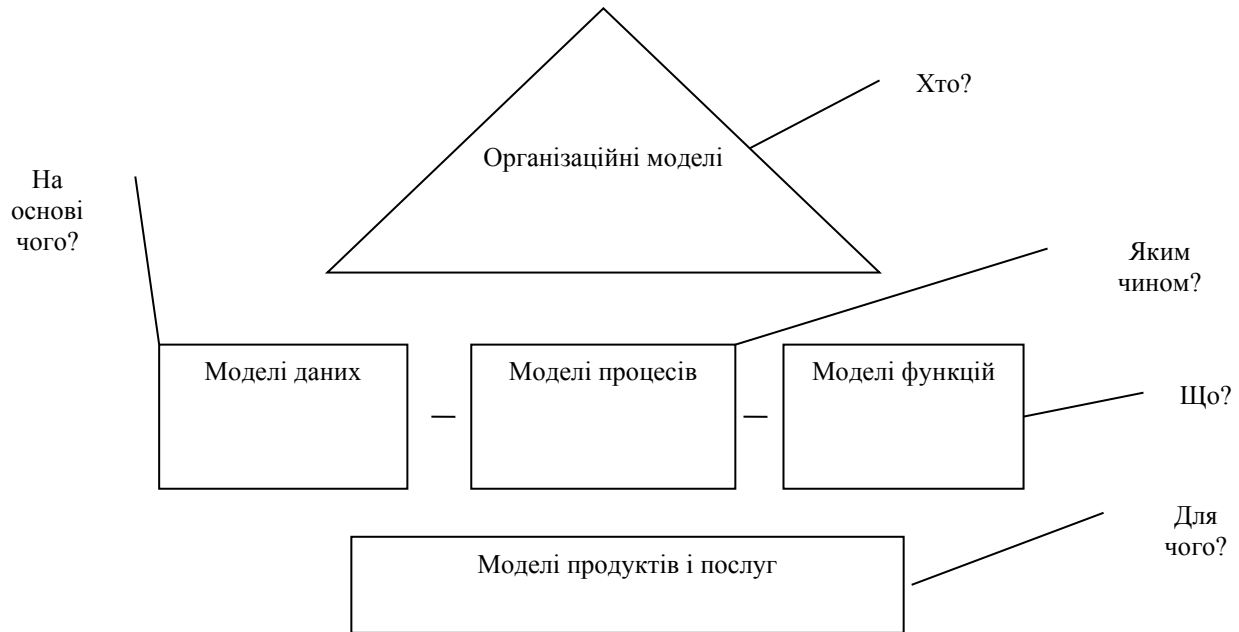 Хто?
Організаційні моделі
На
основі
чого?
Яким
чином?
Моделі даних
Моделі процесів
Моделі функцій
Що?
Для
чого?
Моделі продуктів і послуг